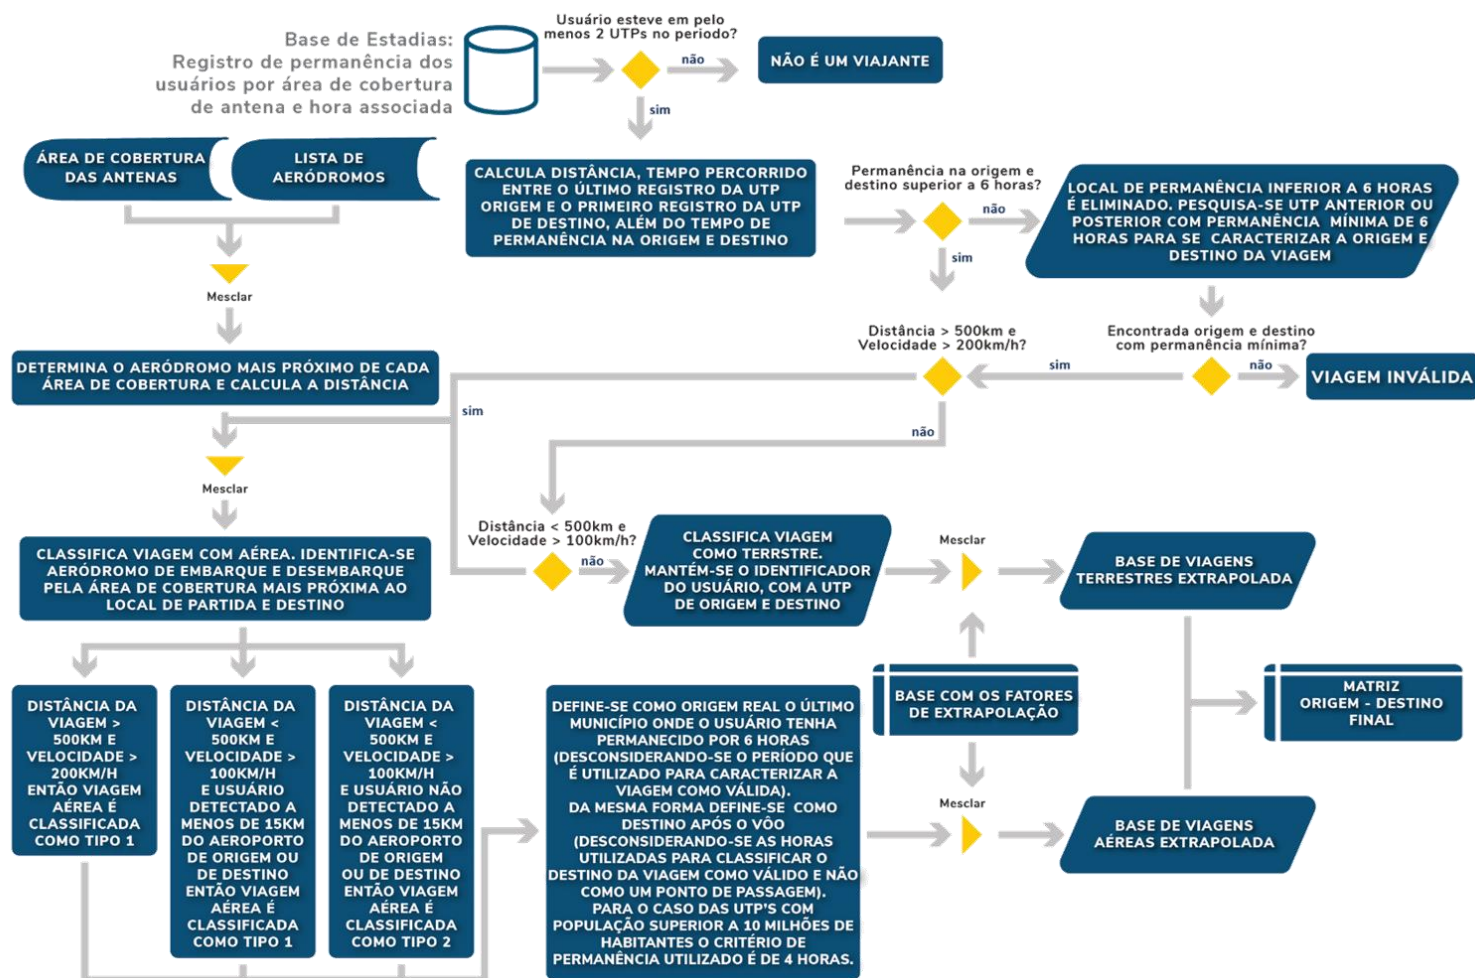 Base de Estadias:
Registro de permanência dos
usuários por área de cobertura
de antena e hora associada
Usuário esteve em pelo
menos 2 UTPs no periodo?
não
NÃO É UM VIAJANTE
sim
ÁREA DE COBERTURA
DAS ANTENAS
LISTA DE
AERÓDROMOS
CALCULA DISTÂNCIA, TEMPO PERCORRIDO
ENTRE O ÚLTIMO REGISTRO DA UTP
ORIGEM E O PRIMEIRO REGISTRO DA UTP
DE DESTINO, ALÉM DO TEMPO DE
PERMANÊNCIA NA ORIGEM E DESTINO
Permanência na origem e
destino superior a 6 horas?
não
sim
LOCAL DE PERMANÊNCIA INFERIOR A 6 HORAS
É ELIMINADO. PESQUISA-SE UTP ANTERIOR OU
POSTERIOR COM PERMANÊNCIA MÍNIMA DE 6
HORAS PARA SE CARACTERIZAR A ORIGEM E
DESTINO DA VIAGEM
Mesclar
DETERMINA O AERÓDROMO MAIS PRÓXIMO DE CADA
ÁREA DE COBERTURA E CALCULA A DISTÂNCIA
Distância > 500km e
Velocidade > 200km/h?
sim
Encontrada origem e destino
com permanência mínima?
não
VIAGEM INVÁLIDA
sim
não
Mesclar
CLASSIFICA VIAGEM COM AÉREA. IDENTIFICA-SE
AERÓDROMO DE EMBARQUE E DESEMBARQUE
PELA ÁREA DE COBERTURA MAIS PRÓXIMA AO
LOCAL DE PARTIDA E DESTINO
Distância < 500km e
Velocidade > 100km/h?
não
CLASSIFICA VIAGEM
COMO TERRSTRE.
MANTÉM-SE O IDENTIFICADOR
DO USUÁRIO, COM A UTP
DE ORIGEM E DESTINO
Mesclar
BASE DE VIAGENS
TERRESTRES EXTRAPOLADA
DISTÂNCIA DA
VIAGEM >
500KM E
VELOCIDADE >
200KM/H
ENTÃO VIAGEM
AÉREA É
CLASSIFICADA
COMO TIPO 1
DISTÂNCIA DA
VIAGEM <
500KM E
VELOCIDADE >
100KM/H
E USUÁRIO
DETECTADO A
MENOS DE 15KM
DO AEROPORTO
DE ORIGEM OU
DE DESTINO
ENTÃO VIAGEM
AÉREA É
CLASSIFICADA
COMO TIPO 1
DISTÂNCIA DA
VIAGEM <
500KM E
VELOCIDADE >
100KM/H
E USUÁRIO NÃO
DETECTADO A
MENOS DE 15KM
DO AEROPORTO
DE ORIGEM
OU DE DESTINO
ENTÃO VIAGEM
AÉREA É
CLASSIFICADA
COMO TIPO 2
DEFINE-SE COMO ORIGEM REAL O ÚLTIMO
MUNICÍPIO ONDE O USUÁRIO TENHA
PERMANECIDO POR 6 HORAS
(DESCONSIDERANDO-SE O PERÍODO QUE
É UTILIZADO PARA CARACTERIZAR A
VIAGEM COMO VÁLIDA).
DA MESMA FORMA DEFINE-SE COMO
DESTINO APÓS O VÔO
(DESCONSIDERANDO-SE AS HORAS
UTILIZADAS PARA CLASSIFICAR O
DESTINO DA VIAGEM COMO VÁLIDO E NÃO
COMO UM PONTO DE PASSAGEM).
PARA O CASO DAS UTP'S COM
POPULAÇÃO SUPERIOR A 10 MILHÕES DE
HABITANTES O CRITÉRIO DE
PERMANÊNCIA UTILIZADO É DE 4 HORAS.
BASE COM OS FATORES
DE EXTRAPOLAÇÃO
MATRIZ
ORIGEM - DESTINO
FINAL
Mesclar
BASE DE VIAGENS
AÉREAS EXTRAPOLADA